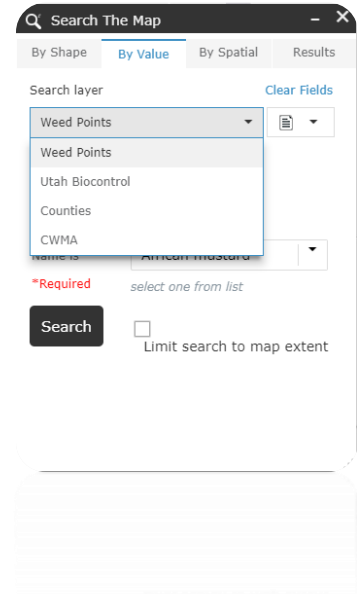 Search The Map
By Shape By Value By Spatial Results
Search layer Clear Fields
Weed Points
Weed Points
Utah Biocontrol
Counties
CWMA
Name is African mustard
*Required select one from list
Search
Limit search to map extent